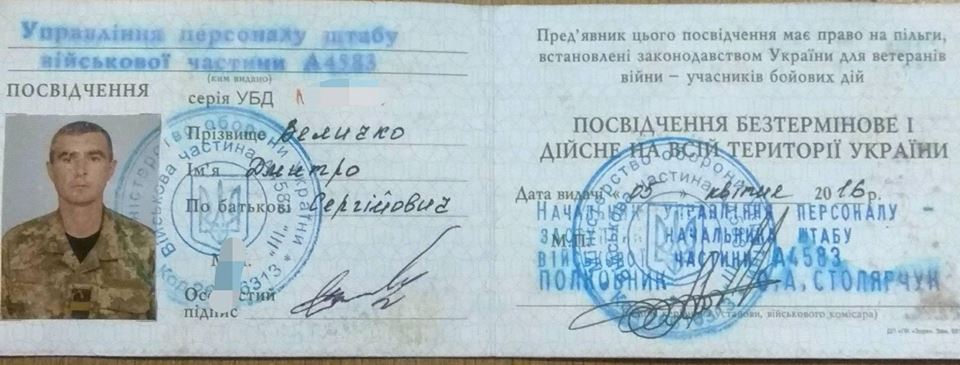 Управління персоналу штабу
військової частини А4583
(ким видано)
ПОСВІДЧЕННЯ
серія УБД
Прізвище Величко
Ім'я Дмитро
По батькові Сергійович
підпис
Пред'явник цього посвідчення має право на пільги,
встановлені законодавством України для ветеранів
війни – учасників бойових дій
ПОСВІДЧЕННЯ БЕЗТЕРМІНОВЕ І
ДІЙСНЕ НА ВСІЙ ТЕРИТОРІЇ УКРАЇНИ
Дата видачі « 05 » квітня 2016 р.
НАЧАЛЬНИК УПРАВЛІННЯ ПЕРСОНАЛУ
НАЧАЛЬНИКА ШТАБУ
М.П.
ЧАСТИНИ А4583
ПОЛКОВНИК А.СТОЛЯРЧУК
установи, військового комісара)